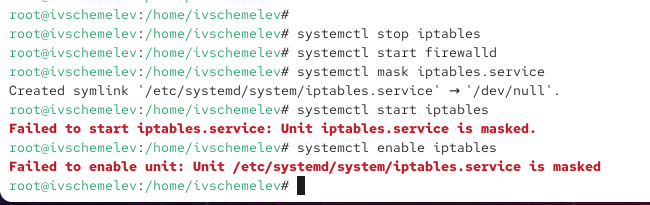 root@ivschemelev:/home/ivschemelev#
root@ivschemelev:/home/ivschemelev# systemctl stop iptables
root@ivschemelev:/home/ivschemelev# systemctl start firewalld
root@ivschemelev:/home/ivschemelev# systemctl mask iptables.service
Created symlink '/etc/systemd/system/iptables.service' → '/dev/null'.
root@ivschemelev:/home/ivschemelev# systemctl start iptables
Failed to start iptables.service: Unit iptables.service is masked.
root@ivschemelev:/home/ivschemelev# systemctl enable iptables
Failed to enable unit: Unit /etc/systemd/system/iptables.service is masked
root@ivschemelev:/home/ivschemelev#